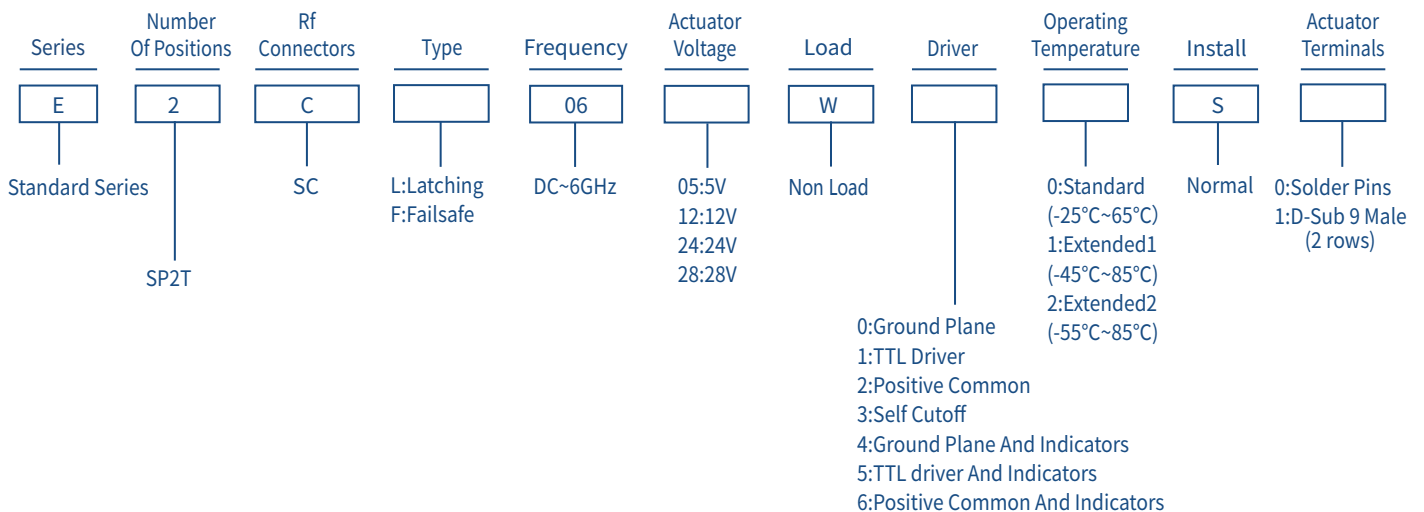 Series
Number
Of Positions
Rf
Connectors
Type
Frequency
Actuator
Voltage
Load
Driver
Operating
Temperature
Install
Actuator
Terminals
E
2
C
06
W
S
Standard Series
SP2T
SC
L:Latching
F:Failsafe
DC~6GHz
05:5V
12:12V
24:24V
28:28V
Non Load
0:Ground Plane
1:TTL Driver
2:Positive Common
3:Self Cutoff
4:Ground Plane And Indicators
5:TTL driver And Indicators
6:Positive Common And Indicators
0:Standard
(-25°C~65°C)
1:Extended1
(-45°C~85°C)
2:Extended2
(-55°C~85°C)
Normal
0:Solder Pins
1:D-Sub 9 Male
(2 rows)